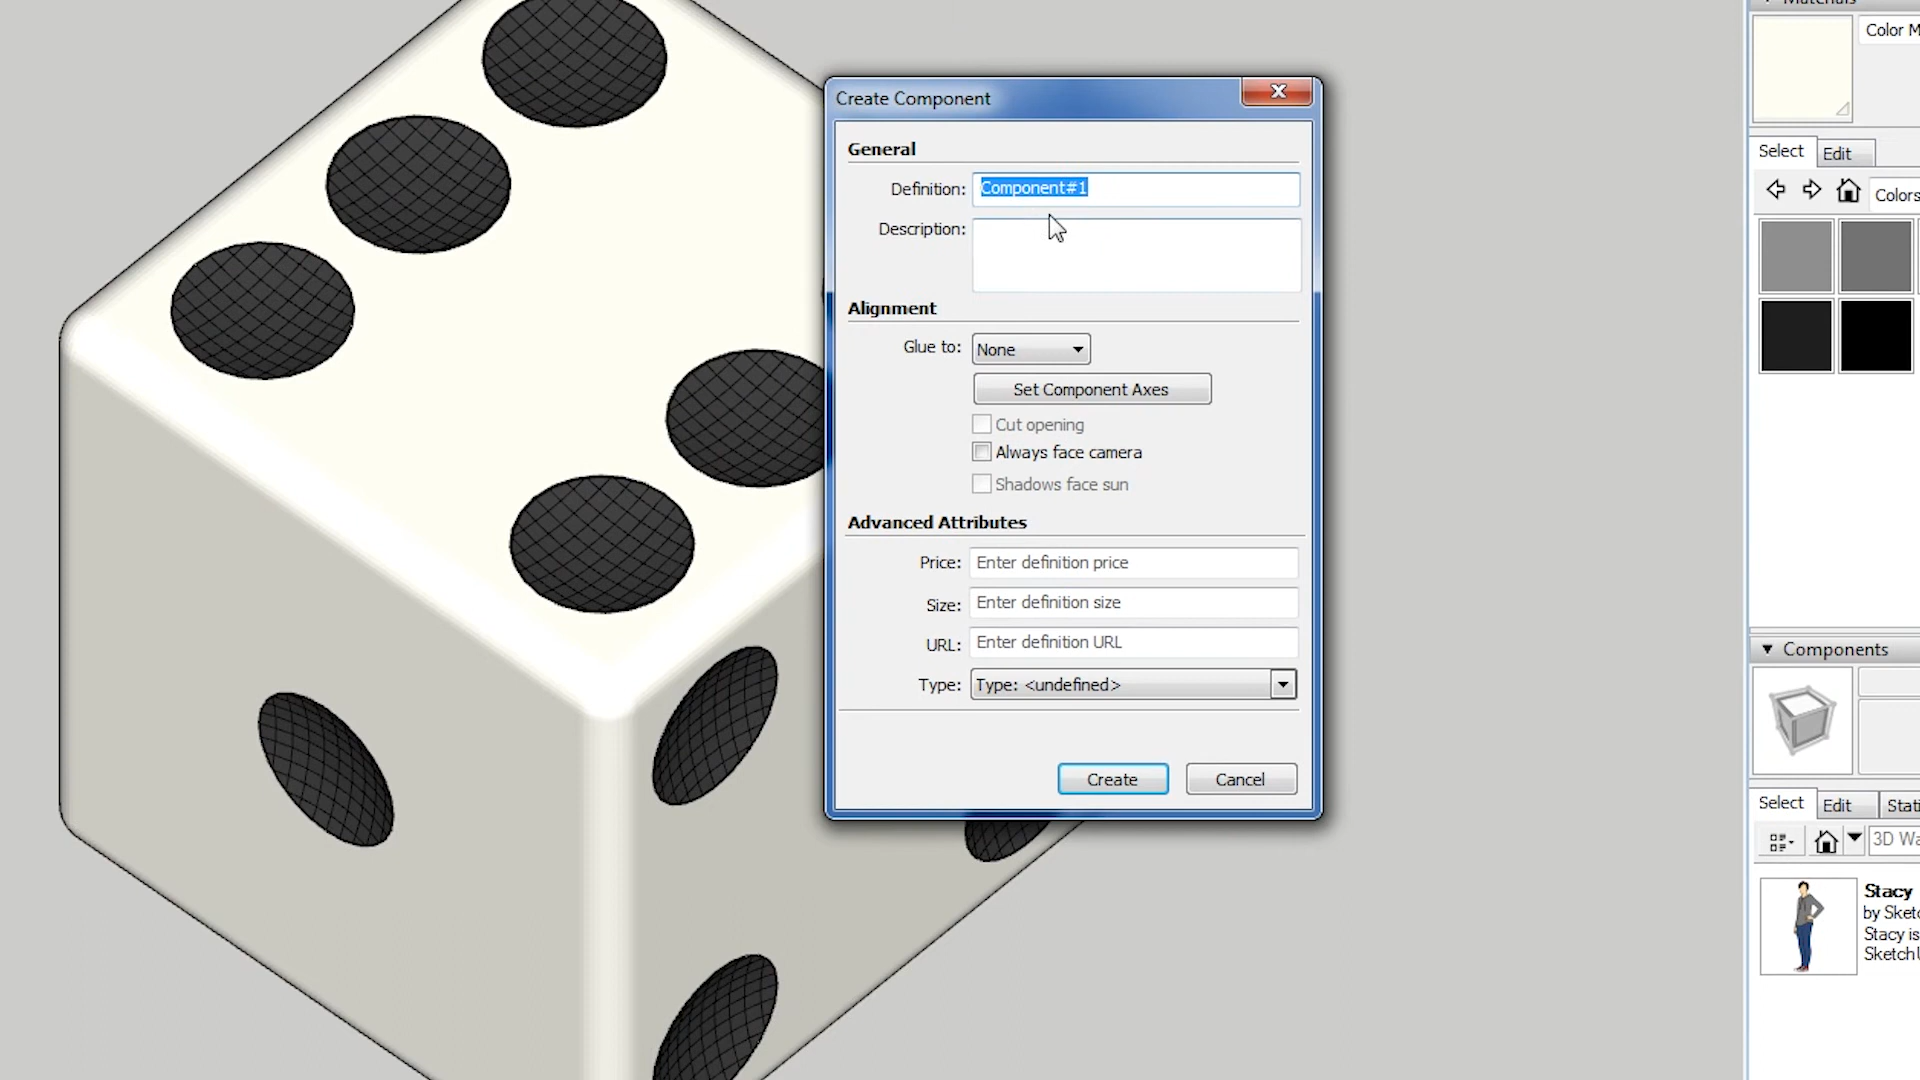 Materials
Color M
Create Component
General
Definition: Component#1
Description:
Alignment
Glue to: None
Set Component Axes
Cut opening
Always face camera
Shadows face sun
Advanced Attributes
Price: Enter definition price
Size: Enter definition size
URL: Enter definition URL
Type: Type: <undefined>
Create Cancel
Select Edit
Colors
Components
Select Edit Stati
3D Wa
Stacy
by Sketc
Stacy is
SketchU